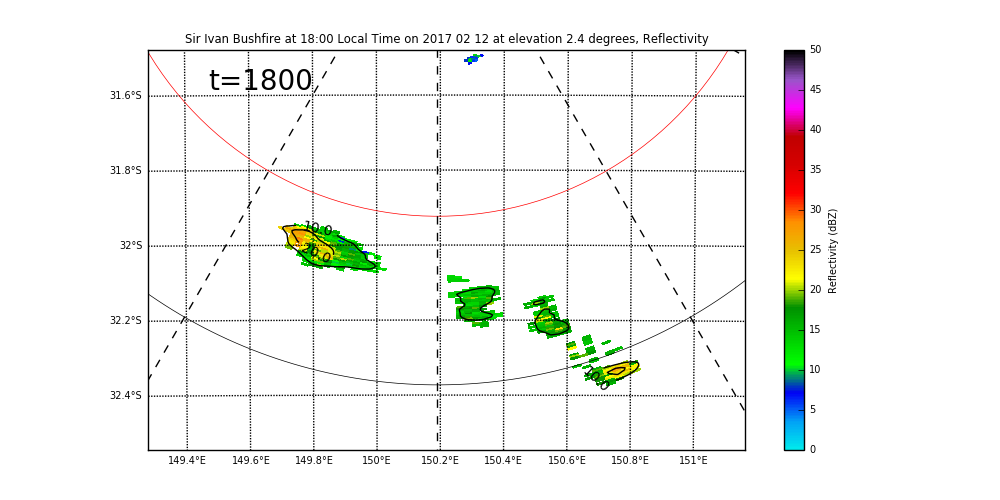 Sir Ivan Bushfire at 18:00 Local Time on 2017 02 12 at elevation 2.4 degrees, Reflectivity
t=1800
31.6°S
31.8°S
32°S
32.2°S
32.4°S
149.4°E 149.6°E 149.8°E 150°E 150.2°E 150.4°E 150.6°E 150.8°E 151°E
10.0
20.0
50
45
40
35
30
25
20
15
10
5
0
Reflectivity (dBZ)